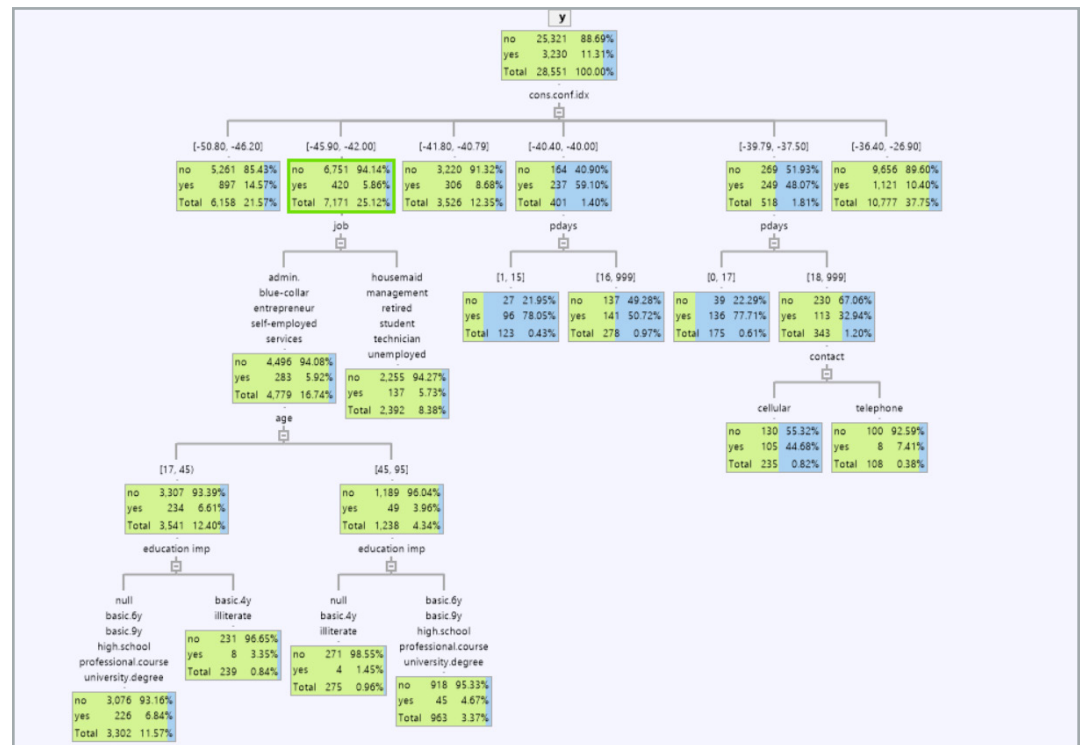 y
no 25,321 88.69%
yes 3,230 11.31%
Total 28,551 100.00%
cons.conf.idx
[-50.80, -46.20]
no 5,261 85.43%
yes 897 14.57%
Total 6,158 21.57%
[-45.90, -42.00]
no 6,751 94.14%
yes 420 5.86%
Total 7,171 25.12%
[-41.80, -40.79]
no 3,220 91.32%
yes 306 8.68%
Total 3,526 12.35%
[-40.40, -40.00]
no 164 40.90%
yes 237 59.10%
Total 401 1.40%
[-39.79, -37.50]
no 269 51.93%
yes 249 48.07%
Total 518 1.81%
[-36.40, -26.90]
no 9,656 89.60%
yes 1,121 10.40%
Total 10,777 37.75%
job
pdays
pdays
admin.
blue-collar
entrepreneur
self-employed
services
no 4,496 94.08%
yes 283 5.92%
Total 4,779 16.74%
housemaid
management
retired
student
technician
unemployed
no 2,255 94.27%
yes 137 5.73%
Total 2,392 8.38%
[1, 15]
no 27 21.95%
yes 96 78.05%
Total 123 0.43%
[16, 999]
no 137 49.28%
yes 141 50.72%
Total 278 0.97%
[0, 17]
no 39 22.29%
yes 136 77.71%
Total 175 0.61%
[18, 999]
no 230 67.06%
yes 113 32.94%
Total 343 1.20%
contact
cellular
no 130 55.32%
yes 105 44.68%
Total 235 0.82%
telephone
no 100 92.59%
yes 8 7.41%
Total 108 0.38%
age
[17, 45)
no 3,307 93.39%
yes 234 6.61%
Total 3,541 12.40%
[45, 95]
no 1,189 96.04%
yes 49 3.96%
Total 1,238 4.34%
education imp
education imp
null
basic.6y
basic.9y
high.school
professional.course
university.degree
no 3,076 93.16%
yes 226 6.84%
Total 3,302 11.57%
basic.4y
illiterate
no 231 96.65%
yes 8 3.35%
Total 239 0.84%
null
basic.4y
illiterate
no 271 98.55%
yes 4 1.45%
Total 275 0.96%
basic.6y
basic.9y
high.school
professional.course
university.degree
no 918 95.33%
yes 45 4.67%
Total 963 3.37%